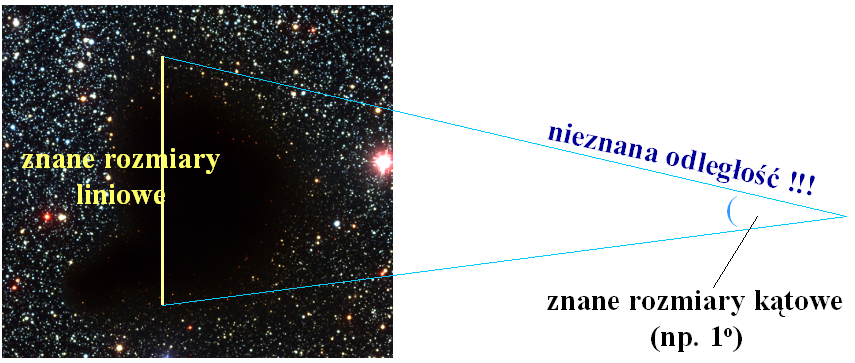 znane rozmiary
liniowe
nieznana odległość !!!
znane rozmiary kątowe
(np. 1º)